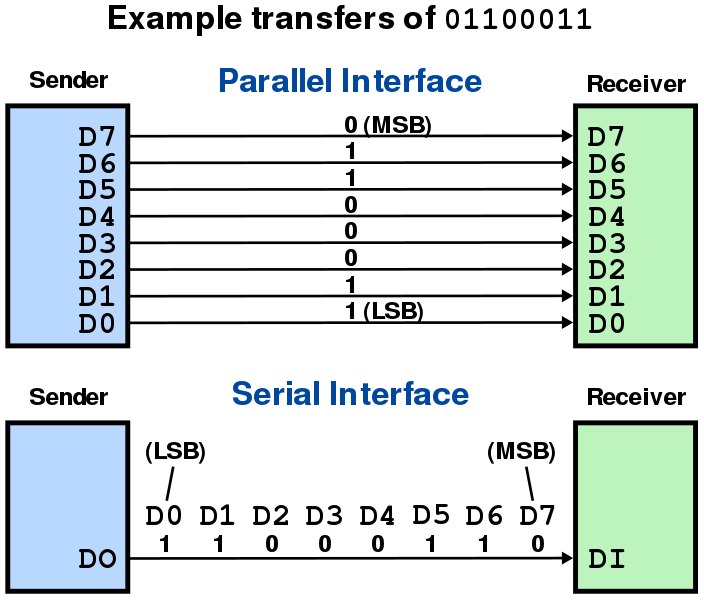 Example transfers of 01100011
Sender Parallel Interface Receiver
D7 0 (MSB) D7
D6 1 D6
D5 1 D5
D4 0 D4
D3 0 D3
D2 0 D2
D1 1 D1
D0 1 (LSB) D0
Sender Serial Interface Receiver
(LSB) (MSB)
D0 D1 D2 D3 D4 D5 D6 D7
1 1 0 0 0 1 1 0
DO DI